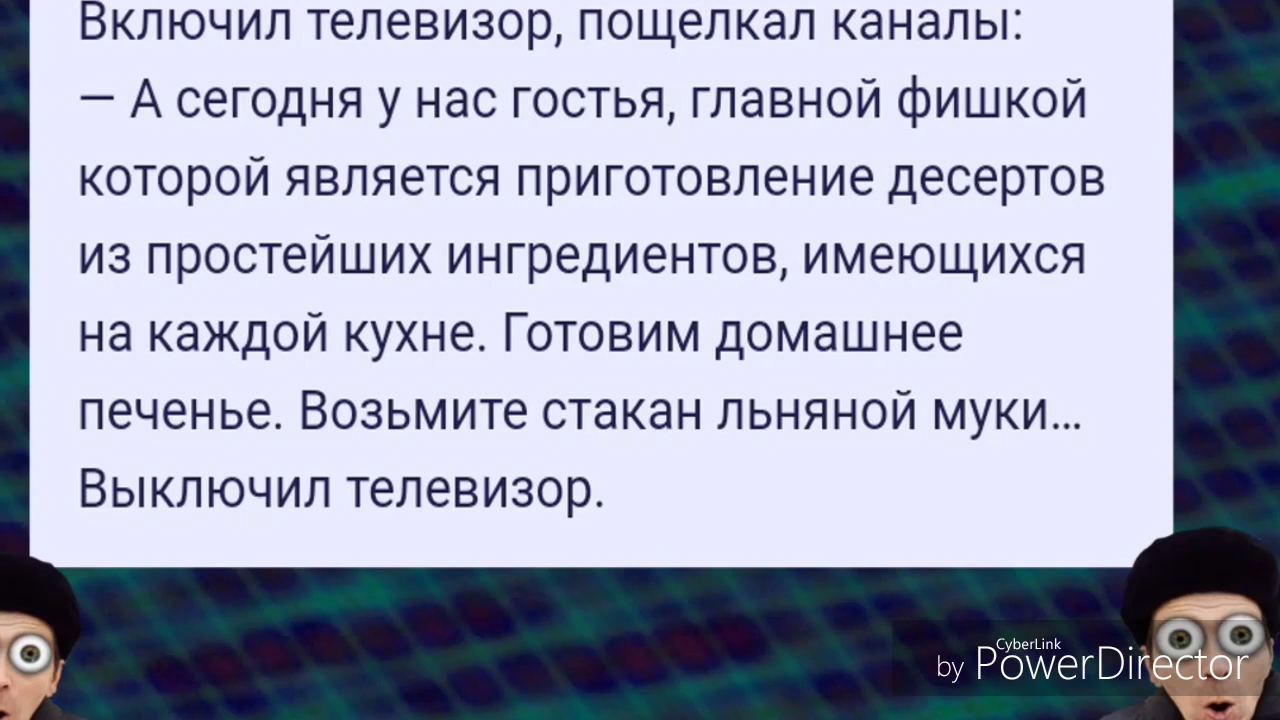 Включил телевизор, пощелкал каналы:
— А сегодня у нас гостья, главной фишкой
которой является приготовление десертов
из простейших ингредиентов, имеющихся
на каждой кухне. Готовим домашнее
печенье. Возьмите стакан льняной муки...
Выключил телевизор.
CyberLink
by PowerDirector